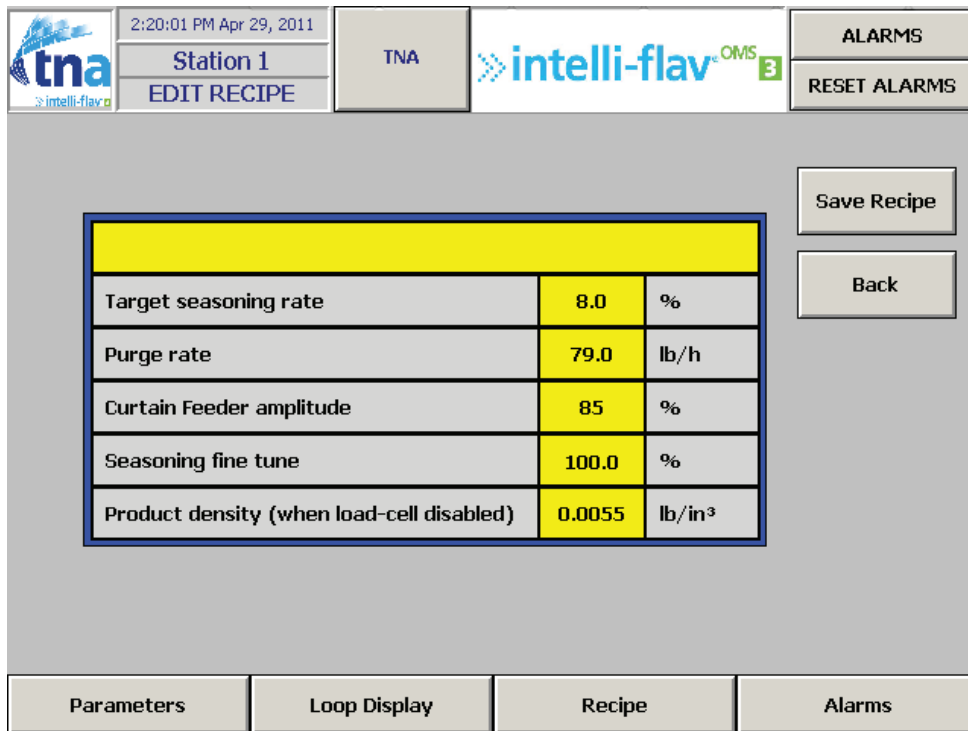 2:20:01 PM Apr 29, 2011
Station 1
EDIT RECIPE
tna
intelli-flav
TNA
intelli-flav OMS 3
ALARMS
RESET ALARMS
Save Recipe
Back
Target seasoning rate 8.0 %
Purge rate 79.0 lb/h
Curtain Feeder amplitude 85 %
Seasoning fine tune 100.0 %
Product density (when load-cell disabled) 0.0055 lb/in³
Parameters
Loop Display
Recipe
Alarms